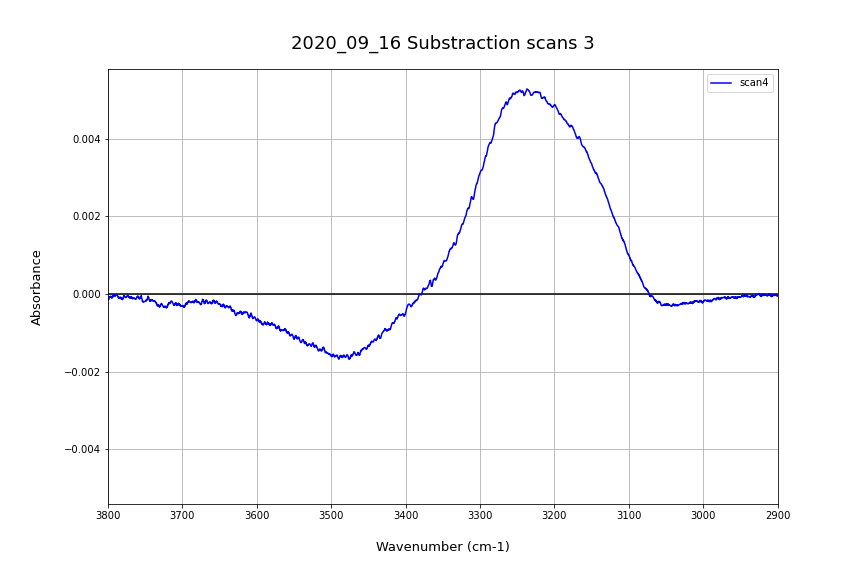 2020_09_16 Substraction scans 3
scan4
0.004
0.002
0.000
−0.002
−0.004
Absorbance
3800 3700 3600 3500 3400 3300 3200 3100 3000 2900
Wavenumber (cm-1)